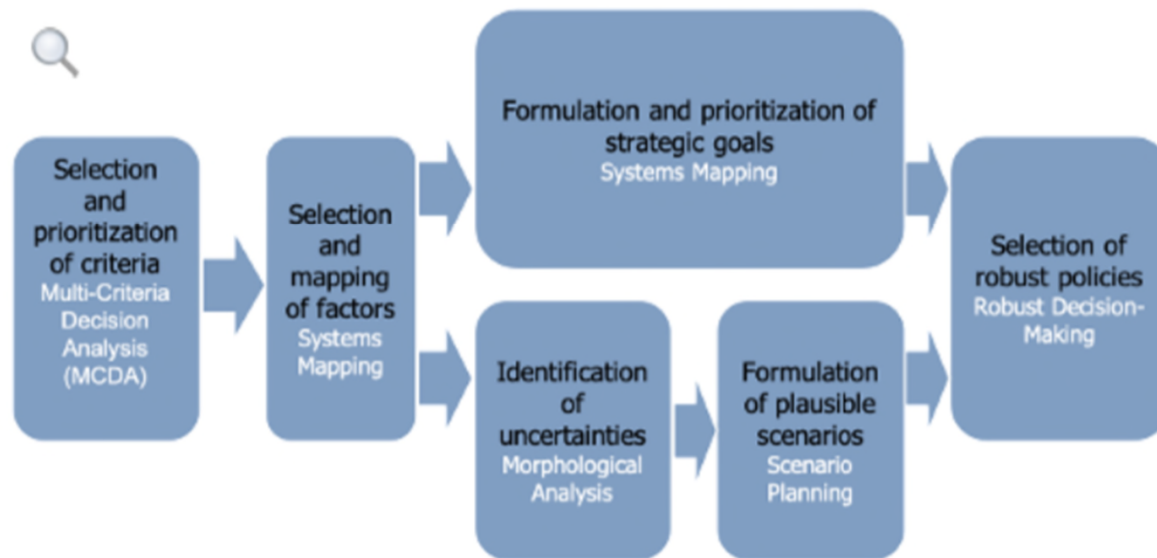 Selection
and
prioritization
of criteria
Multi-Criteria
Decision
Analysis
(MCDA)
Selection
and
mapping
of factors
Systems
Mapping
Formulation and prioritization of
strategic goals
Systems Mapping
Identification
of
uncertainties
Morphological
Analysis
Formulation
of plausible
scenarios
Scenario
Planning
Selection of
robust policies
Robust Decision-
Making